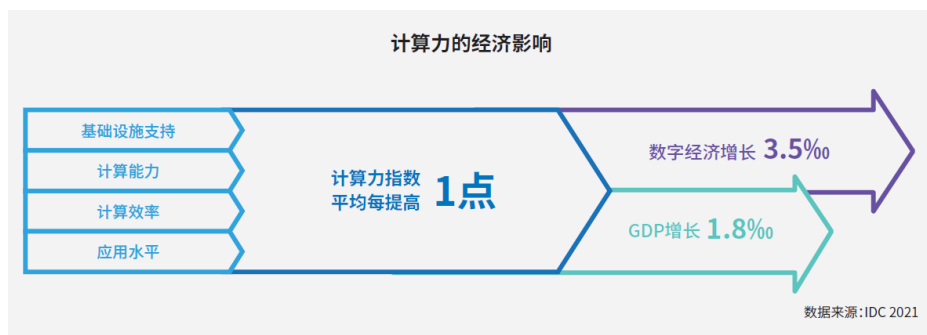 计算力的经济影响
基础设施支持
计算能力
计算效率
应用水平
计算力指数
平均每提高 1点
数字经济增长 3.5‰
GDP增长 1.8‰
数据来源：IDC 2021